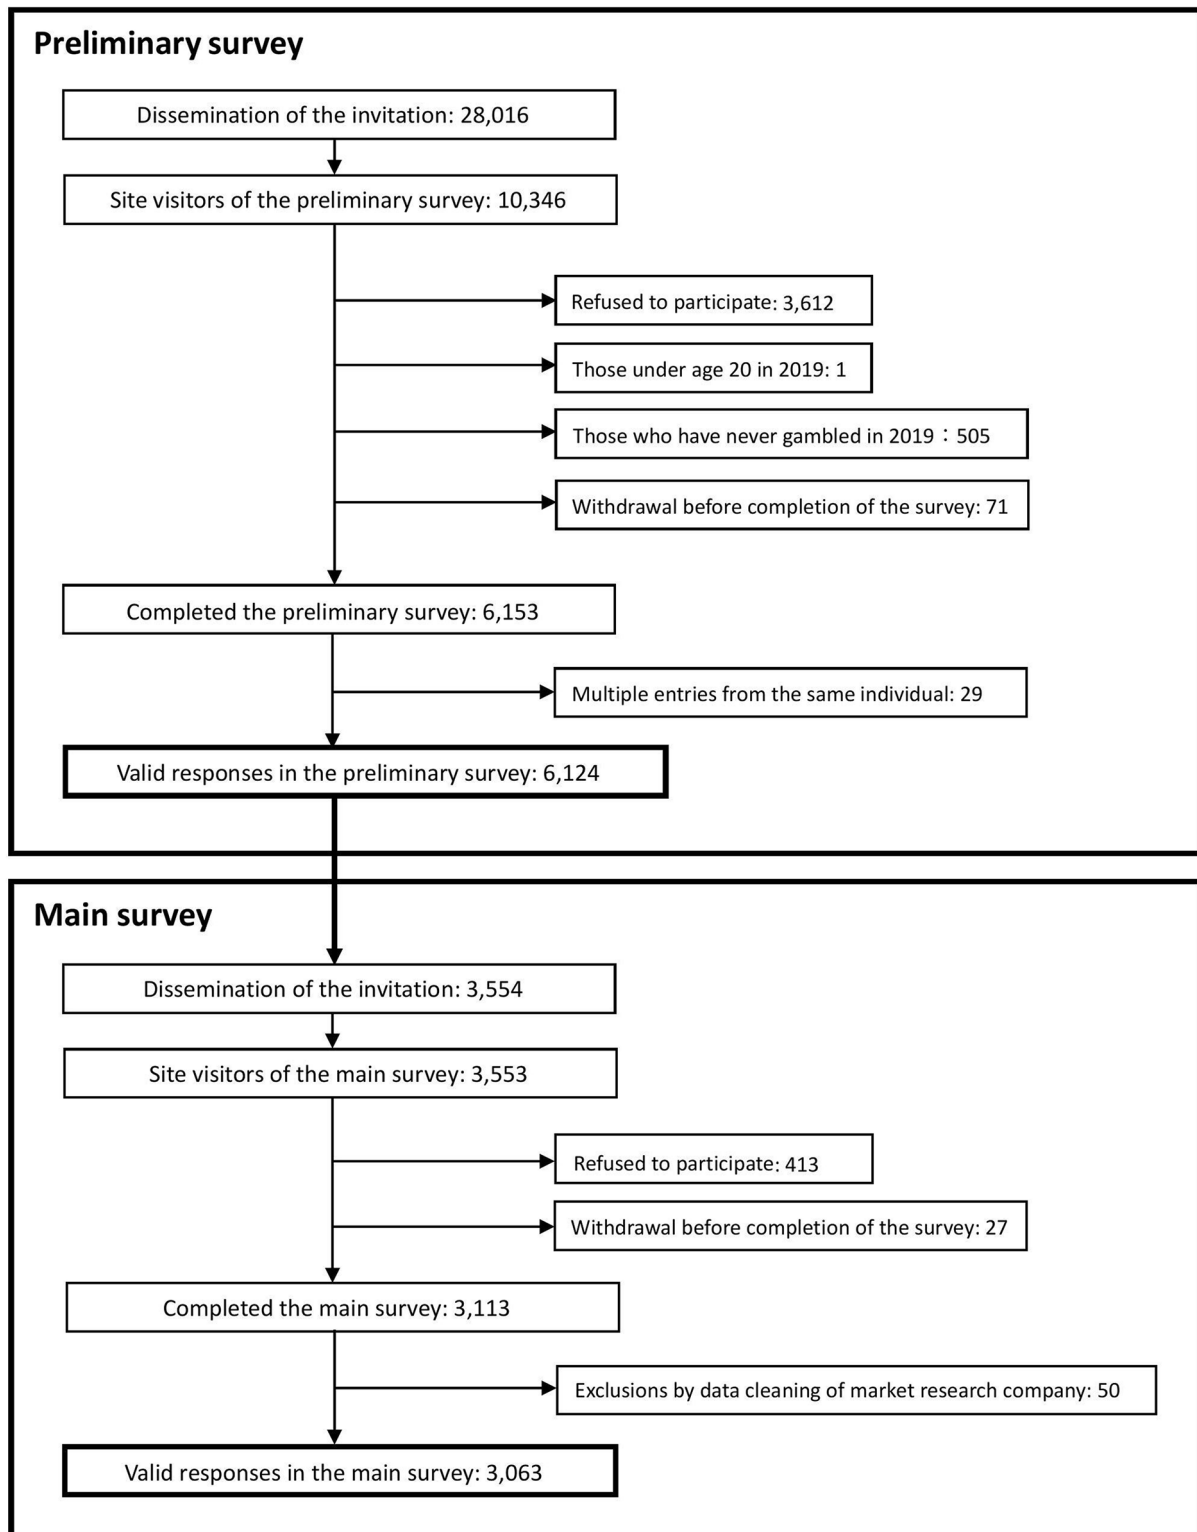 Preliminary survey
Dissemination of the invitation: 28,016
Site visitors of the preliminary survey: 10,346
Refused to participate: 3,612
Those under age 20 in 2019: 1
Those who have never gambled in 2019：505
Withdrawal before completion of the survey: 71
Completed the preliminary survey: 6,153
Multiple entries from the same individual: 29
Valid responses in the preliminary survey: 6,124
Main survey
Dissemination of the invitation: 3,554
Site visitors of the main survey: 3,553
Refused to participate: 413
Withdrawal before completion of the survey: 27
Completed the main survey: 3,113
Exclusions by data cleaning of market research company: 50
Valid responses in the main survey: 3,063